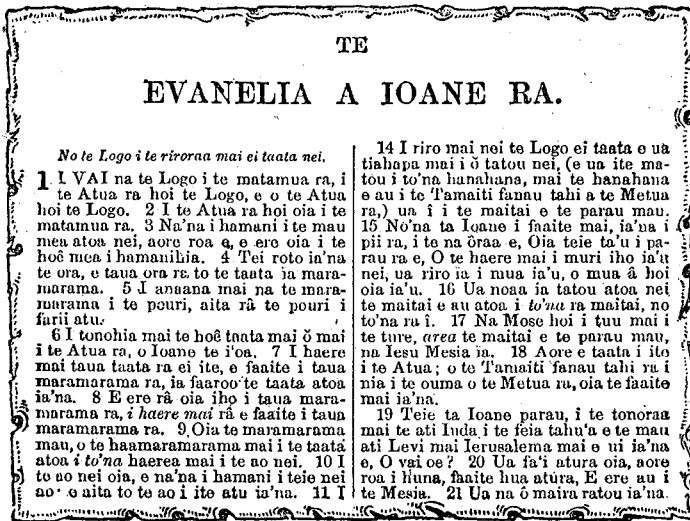 TE
EVANELIA A IOANE RA.
No te Logo i te riroraa mai ei taata nei.
1 I VAI na te Logo i te matamua ra, i
te Atua ra hoi te Logo, e o te Atua
hoi te Logo. 2 I te Atua ra hoi oia i te
matamua ra. 3 Na'na i hamani i te mau
mea atoa nei, aore roa e, e ere oia i te
hoê mea i hamanihia. 4 Tei roto ia'na
te ora, e taua ora ra to te taata ia mara-
marama. 5 I anaana mai na te mara-
marama i te pouri, aita râ te pouri i
farii atu.
6 I tonohia mai te hoê taata mai ŏ mai
i te Atua ra, o Ioane te i'oa. 7 I haere
mai taua taata ra ei ite, e faaite i taua
maramarama ra, ia faaroo te taata atoa
ia'na. 8 E ere râ oia iho i taua mara-
marama ra, i haere mai râ e faaite i taua
maramarama ra. 9 Oia te maramarama
mau, o te haamaramarama mai i te taata
atoa i to'na haerea mai i te ao nei. 10 I
te ao nei oia, e na'na i hamani i teie nei
ao e aita to te ao i ite atu ia'na. 11 I
14 I riro mai nei te Logo ei taata e ua
tiahapa mai i ŏ tatou nei, (e ua ite ma-
tou i to'na hanahana, mai te hanahana
e au i te Tamaiti fanau tahi a te Metua
ra,) ua î i te maitai e te parau mau.
15 No'na ta Ioane i faaite mai, ia'na i
pii ra, i te na ôraa e, Oia teie ta'u i pa-
rau ra e, O te haere mai i muri iho ia'u
nei, ua riro ia i mua ia'u, o mua â hoi
oia ia'u. 16 Ua noaa ia tatou atoa nei
te maitai e au atoa i to'na ra maitai, no
to'na ra î. 17 Na Mose hoi i tuu mai i
te ture, area te maitai e te parau mau,
na Iesu Mesia ïa. 18 Aore e taata i ite
i te Atua; o te Tamaiti fanau tahi ra i
nia i te ouma o te Metua ra, oia te faaite
mai ia'na.
19 Teie ta Ioane parau, i te tonoraa
mai te ati Iuda i te feia tahu'a e te mau
ati Levi mai Ierusalema mai e ui ia'na
e, O vai oe? 20 Ua fa'i atura oia, aore
roa i huna, faaite hua atura, E ere au i
te Mesia. 21 Ua na ô maira ratou ia'na.